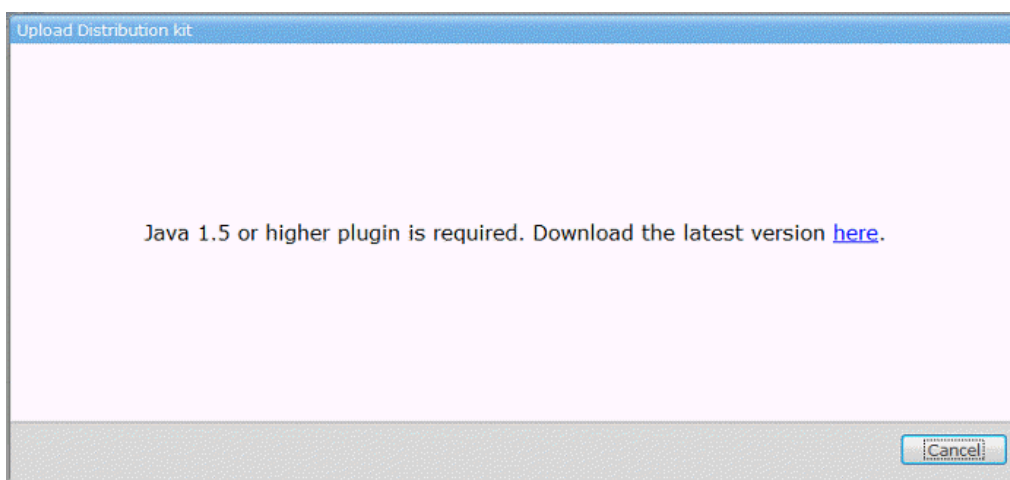 Upload Distribution kit
Java 1.5 or higher plugin is required. Download the latest version here.
Cancel